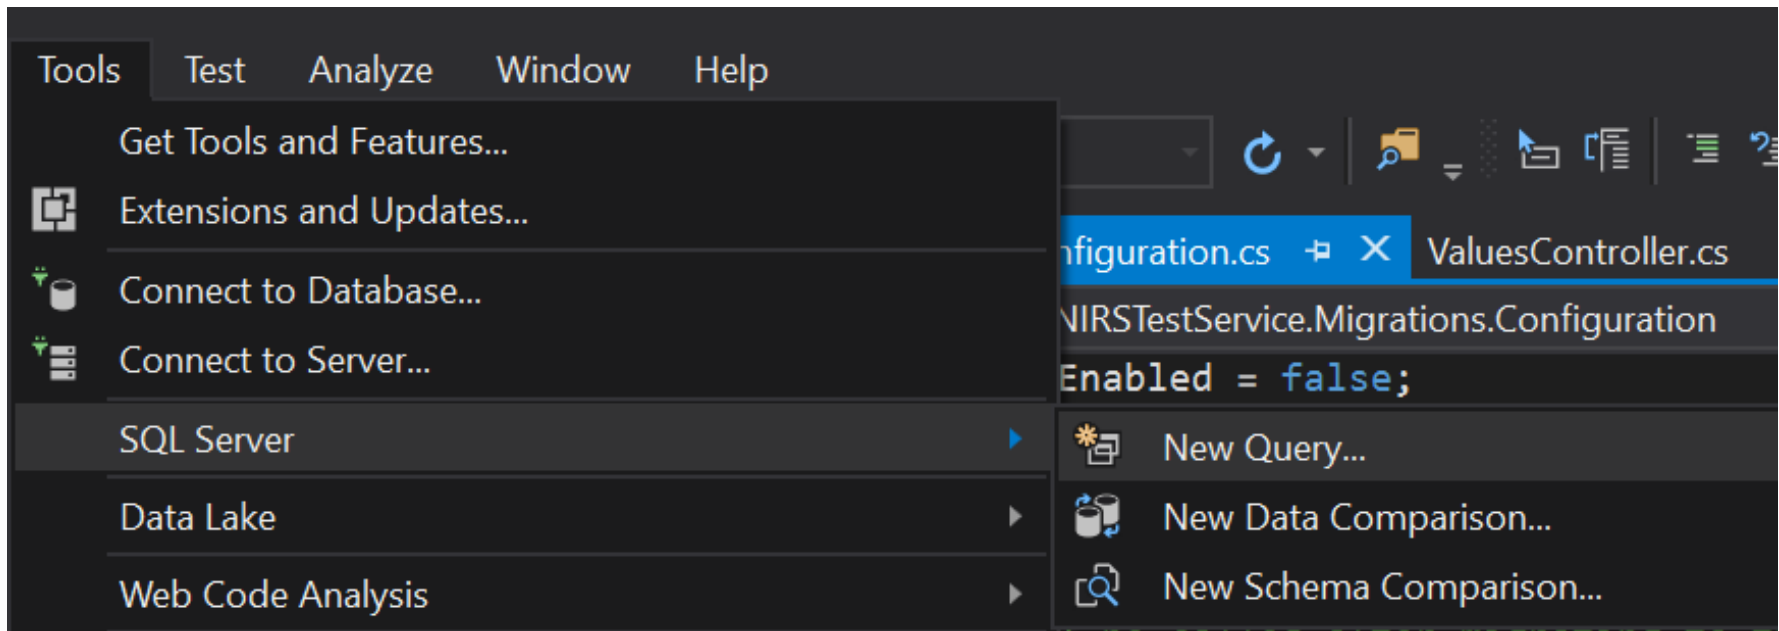 Tools Test Analyze Window Help
Get Tools and Features...
Extensions and Updates...
nfiguration.cs ValuesController.cs
Connect to Database...
NIRSTestService.Migrations.Configuration
Connect to Server...
Enabled = false;
SQL Server
New Query...
Data Lake
New Data Comparison...
Web Code Analysis
New Schema Comparison...